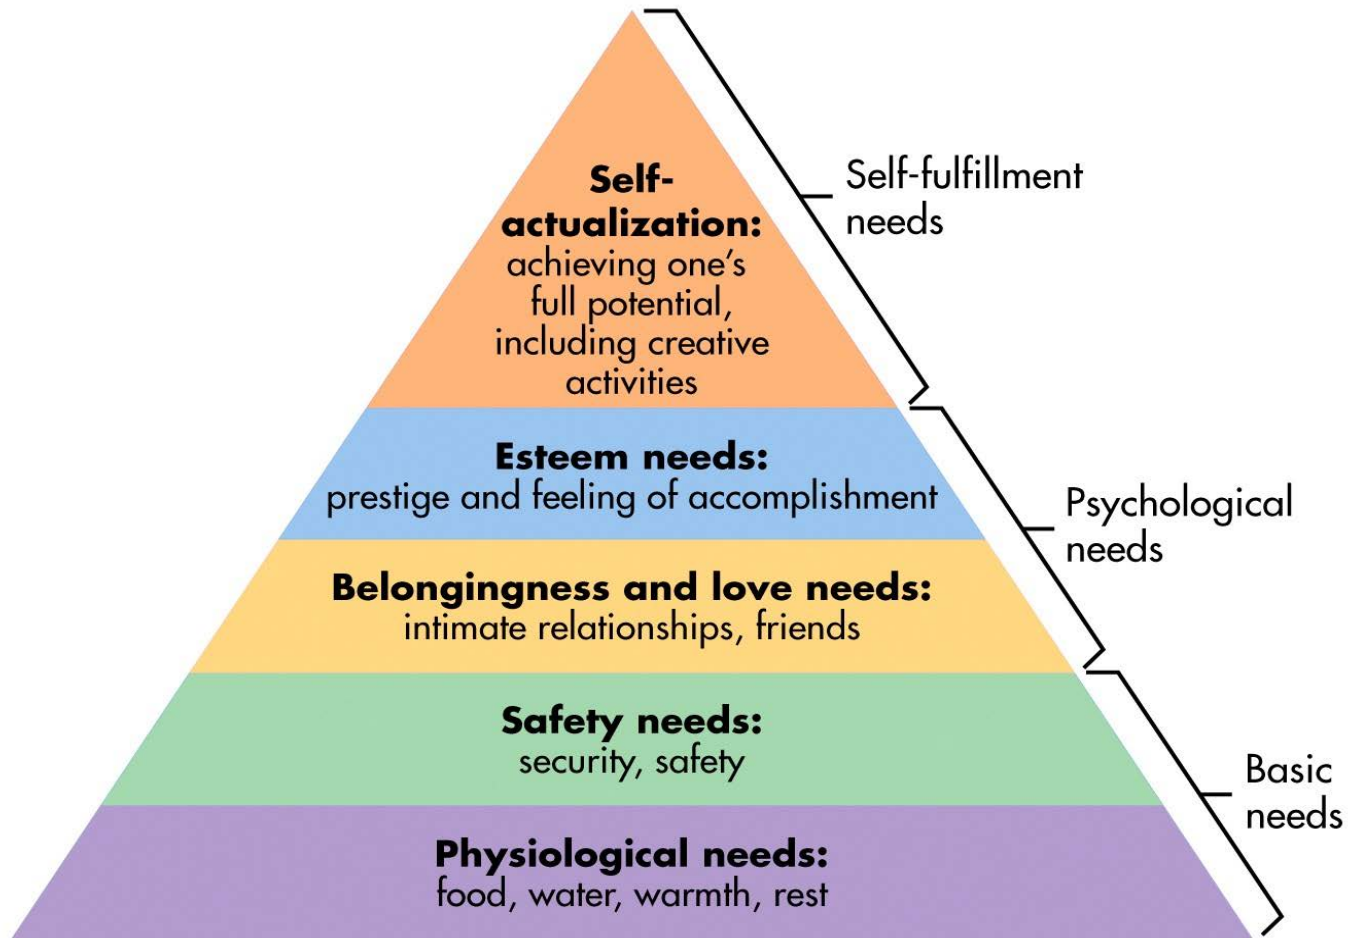 Self-
actualization:
achieving one's
full potential,
including creative
activities
Self-fulfillment
needs
Esteem needs:
prestige and feeling of accomplishment
Belongingness and love needs:
intimate relationships, friends
Psychological
needs
Safety needs:
security, safety
Physiological needs:
food, water, warmth, rest
Basic
needs